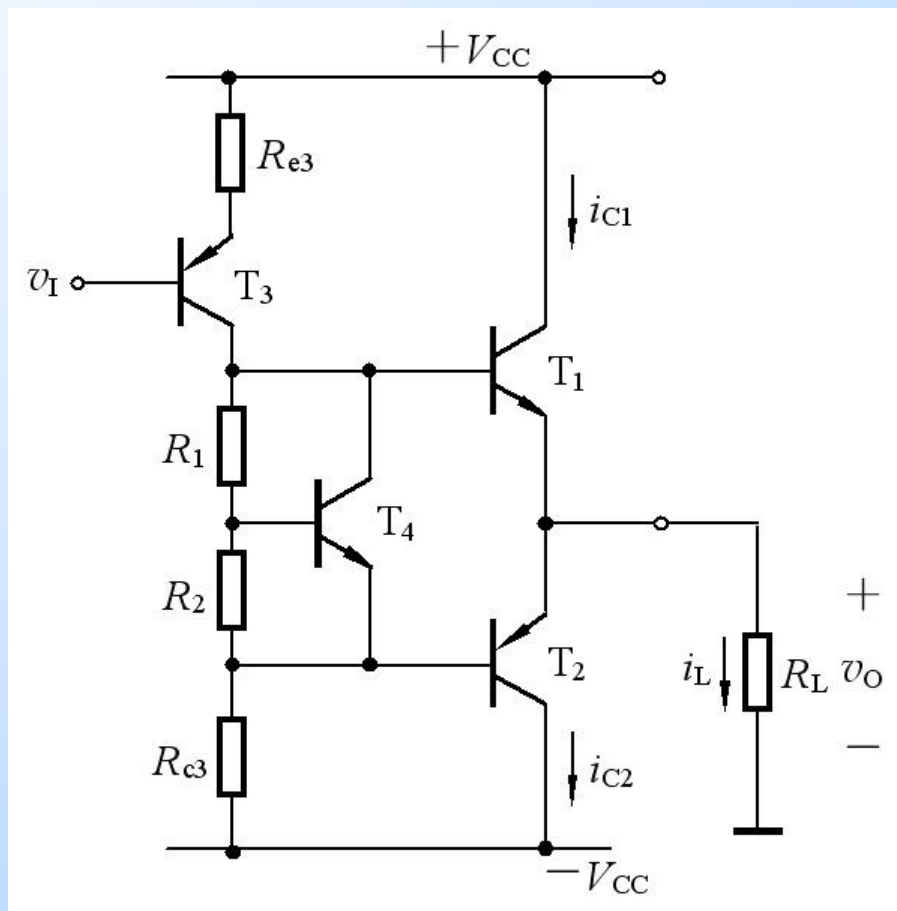 +V_CC
R_e3
i_C1
v_I
T_3
T_1
R_1
T_4
R_2
+
T_2
i_L
R_L
v_O
R_c3
−
i_C2
−V_CC